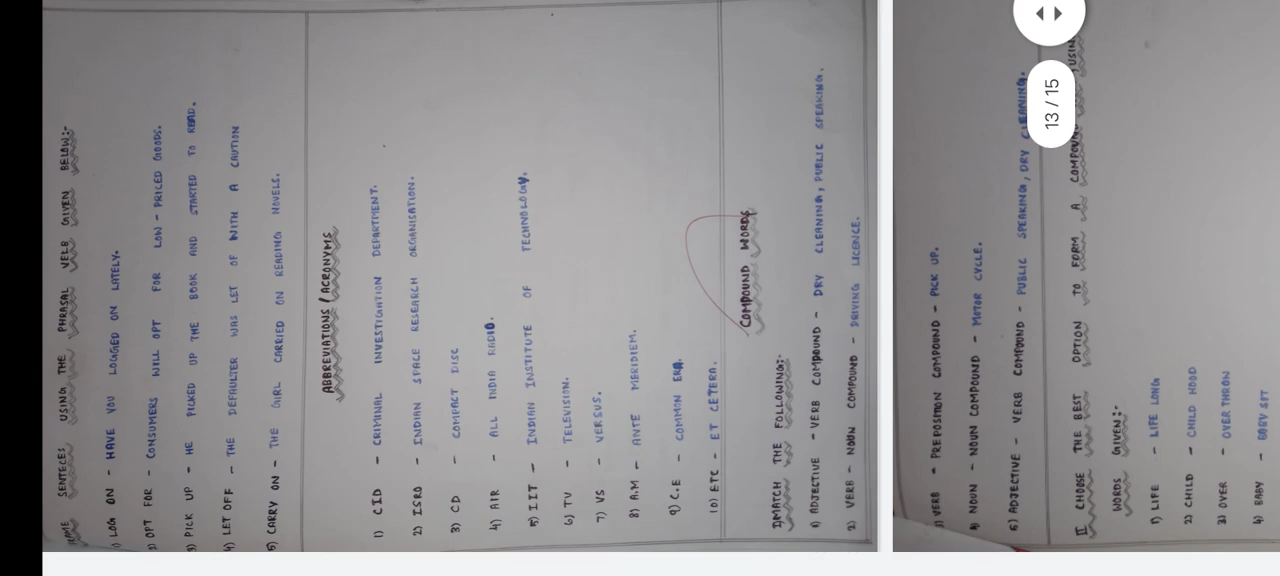 SENTECES USING THE PHRASAL VERB GIVEN BELOW:-
1) LOG ON - HAVE YOU LOGGED ON LATELY.
2) OPT FOR - CONSUMERS WILL OPT FOR LOW - PRICED GOODS.
3) PICK UP - HE PICKED UP THE BOOK AND STARTED TO READ.
4) LET OFF - THE DEFAULTER WAS LET OF WITH A CAUTION
5) CARRY ON - THE GIRL CARRIED ON READING NOVELS.
ABBREVIATIONS / ACRONYMS
1) CID - CRIMINAL INVESTIGATION DEPARTMENT.
2) ISRO - INDIAN SPACE RESEARCH ORGANISATION.
3) CD - COMPACT DISC
4) AIR - ALL INDIA RADIO.
5) IIT - INDIAN INSTITUTE OF TECHNOLOGY.
6) TV - TELEVISION.
7) VS - VERSUS.
8) A.M - ANTE MERIDIEM.
9) C.E - COMMON ERA.
10) ETC - ET CETERA.
COMPOUND WORDS
I) MATCH THE FOLLOWING:-
1) ADJECTIVE - VERB COMPOUND - DRY CLEANING, PUBLIC SPEAKING.
2) VERB - NOUN COMPOUND - DRIVING LICENCE.
3) VERB - PREPOSITION COMPOUND - PICK UP.
4) NOUN - NOUN COMPOUND - MOTOR CYCLE.
5) ADJECTIVE - VERB COMPOUND - PUBLIC SPEAKING, DRY CLEANING.
II CHOOSE THE BEST OPTION TO FORM A COMPOUND USING
WORDS GIVEN:-
1) LIFE - LIFE LONG
2) CHILD - CHILD HOOD
3) OVER - OVER THROW
4) BABY - BABY SIT
13 / 15